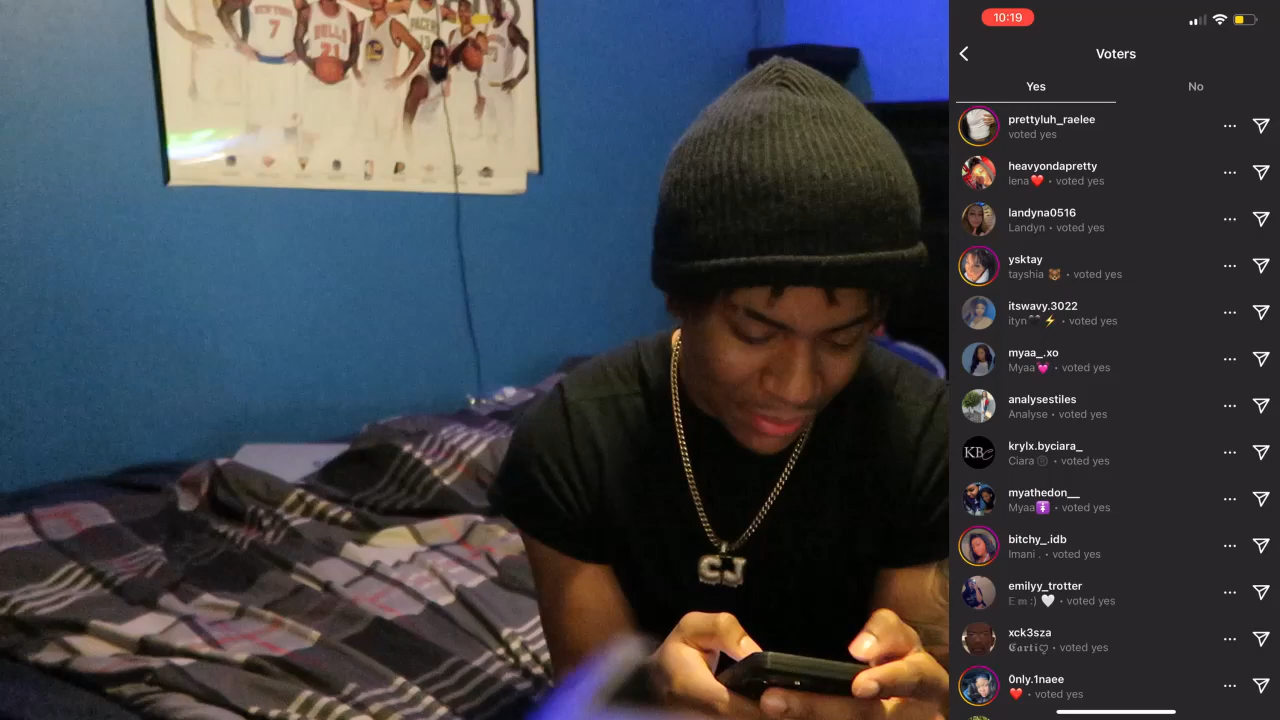 NEW YORK
7
BULLS
21
PACERS
13
CJ
10:19
Voters
Yes
No
prettyluh_raelee
voted yes
heavyondapretty
lena❤️ • voted yes
landyna0516
Landyn • voted yes
ysktay
tayshia 🐻 • voted yes
itswavy.3022
ityn🖤⚡ • voted yes
myaa_.xo
Myaa💓 • voted yes
analysestiles
Analyse • voted yes
KB
krylx.byciara_
Ciara • voted yes
myathedon__
Myaa • voted yes
bitchy_.idb
Imani . • voted yes
emilyy_trotter
𝔼 𝕞 :) 🤍 • voted yes
xck3sza
𝕮𝖆𝖗𝖙𝖎ღ • voted yes
0nly.1naee
❤️ • voted yes